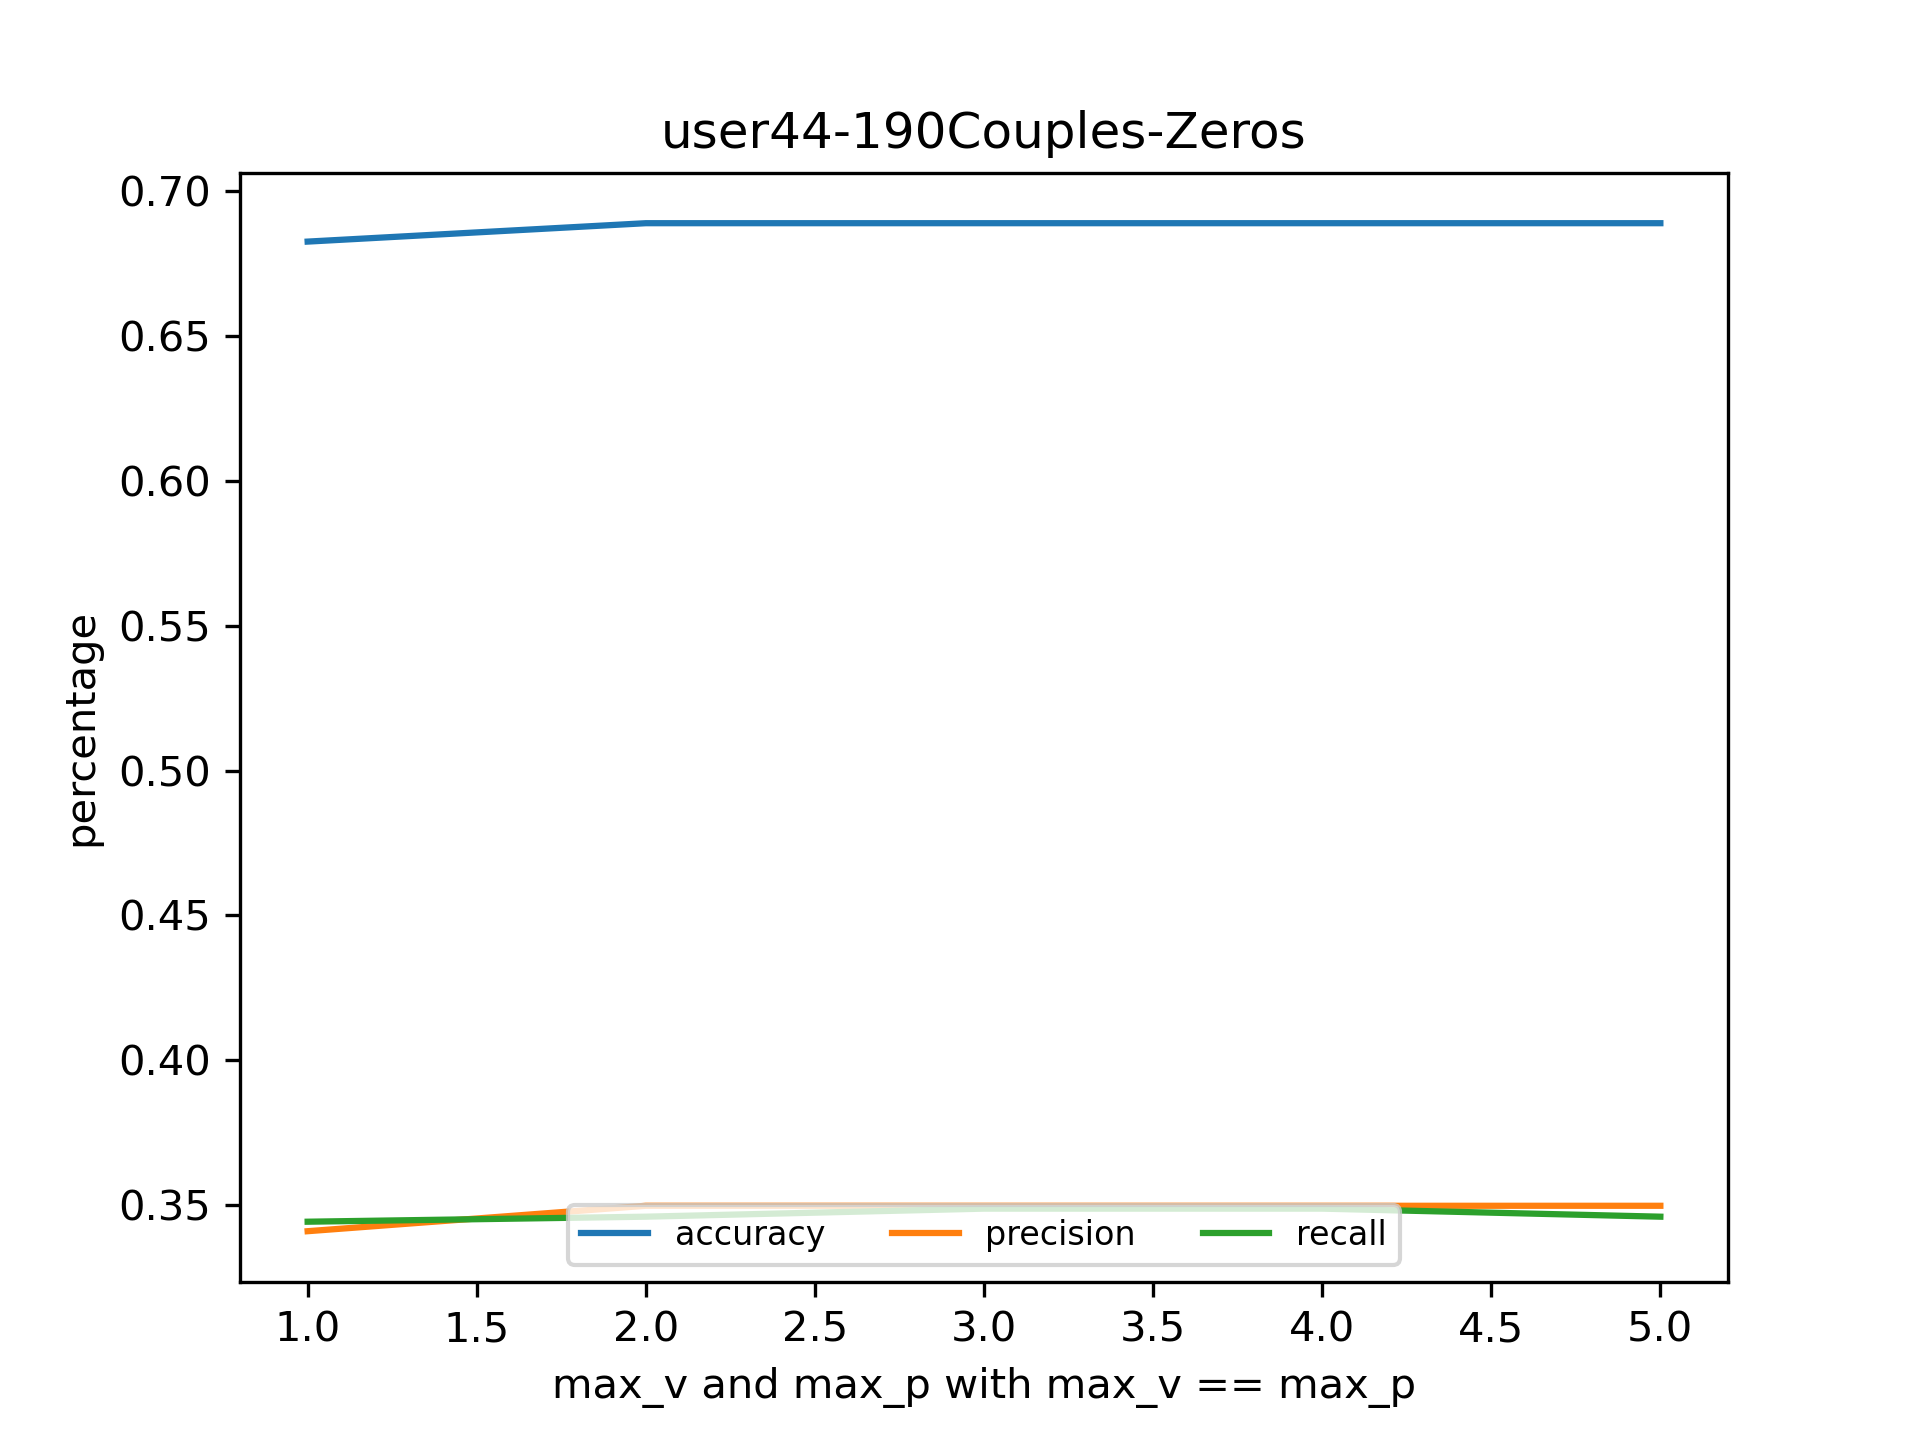 user44-190Couples-Zeros
0.70
0.65
0.60
0.55
0.50
0.45
0.40
0.35
percentage
accuracy precision recall
1.0 1.5 2.0 2.5 3.0 3.5 4.0 4.5 5.0
max_v and max_p with max_v == max_p